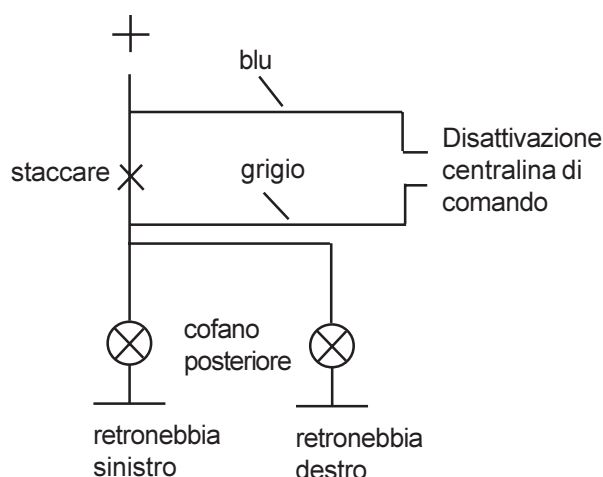 +
blu
staccare
grigio
Disattivazione
centralina di
comando
cofano
posteriore
retronebbia
sinistro
retronebbia
destro